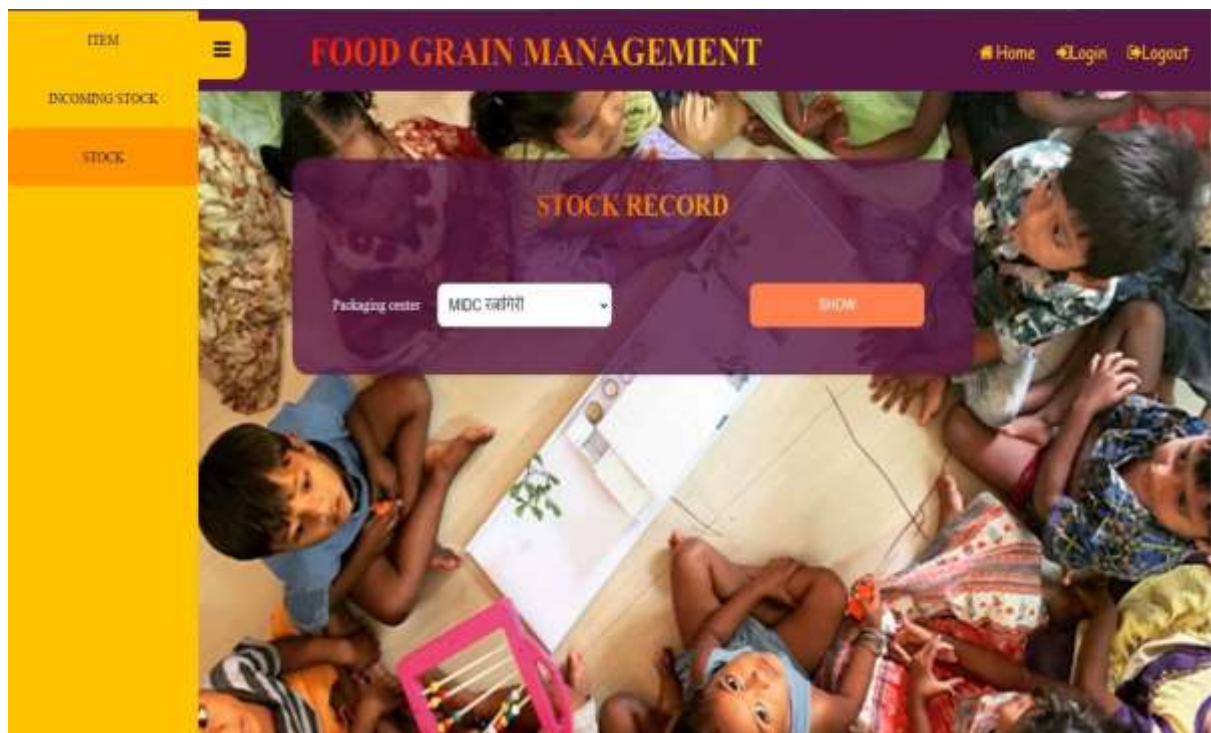 ITEM
INCOMING STOCK
STOCK
FOOD GRAIN MANAGEMENT
Home Login Logout
STOCK RECORD
Packaging center MIDC रत्नागिरी SHOW